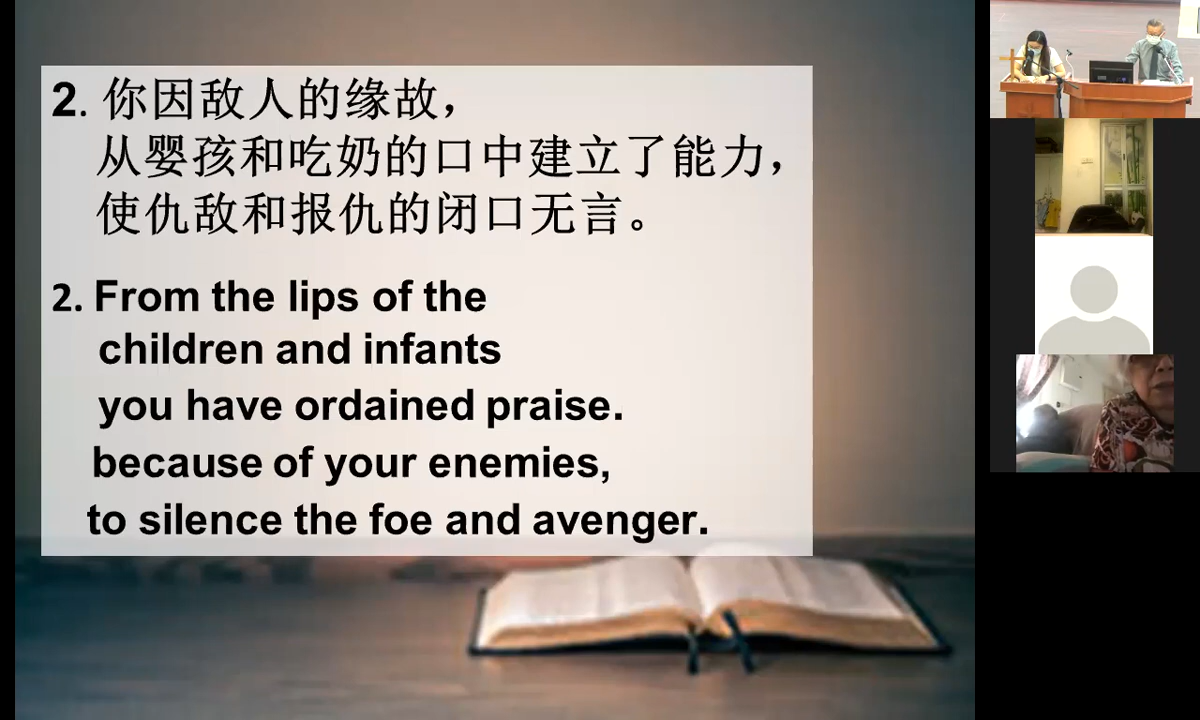 2. 你因敌人的缘故，
从婴孩和吃奶的口中建立了能力，
使仇敌和报仇的闭口无言。
2. From the lips of the
children and infants
you have ordained praise.
because of your enemies,
to silence the foe and avenger.